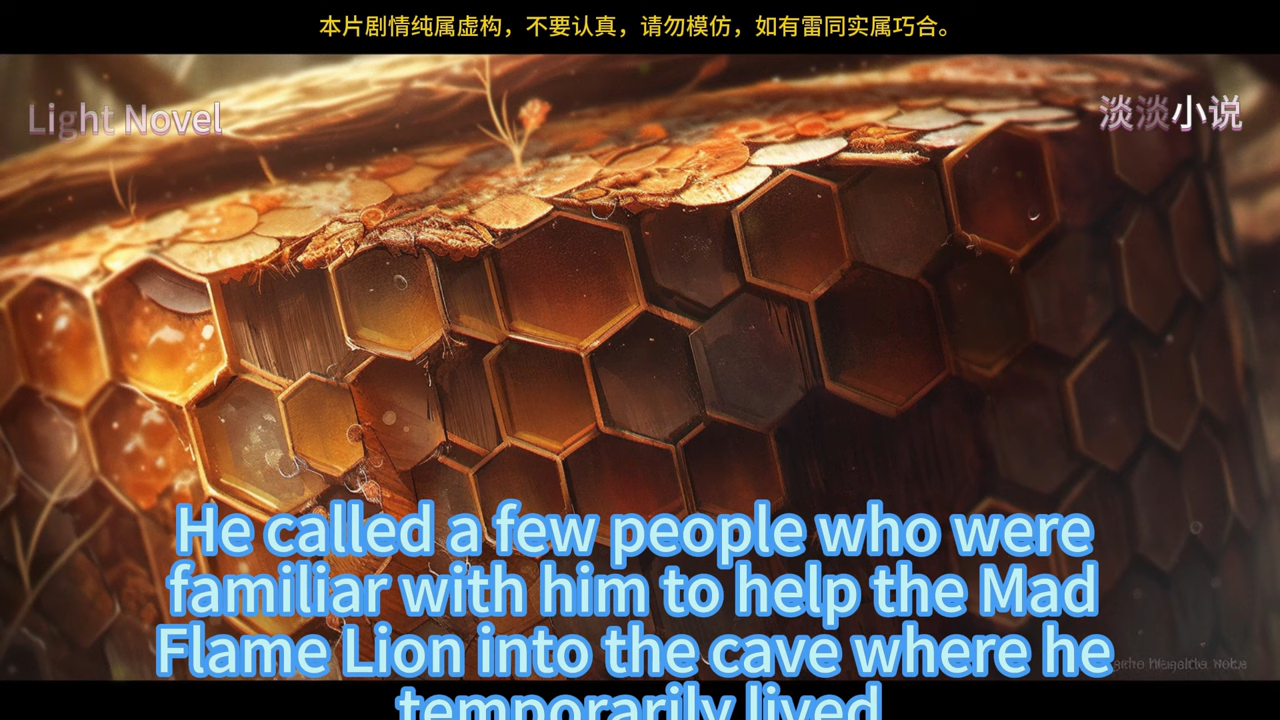 本片剧情纯属虚构，不要认真，请勿模仿，如有雷同实属巧合。
Light Novel
淡淡小说
He called a few people who were
familiar with him to help the Mad
Flame Lion into the cave where he
temporarily lived